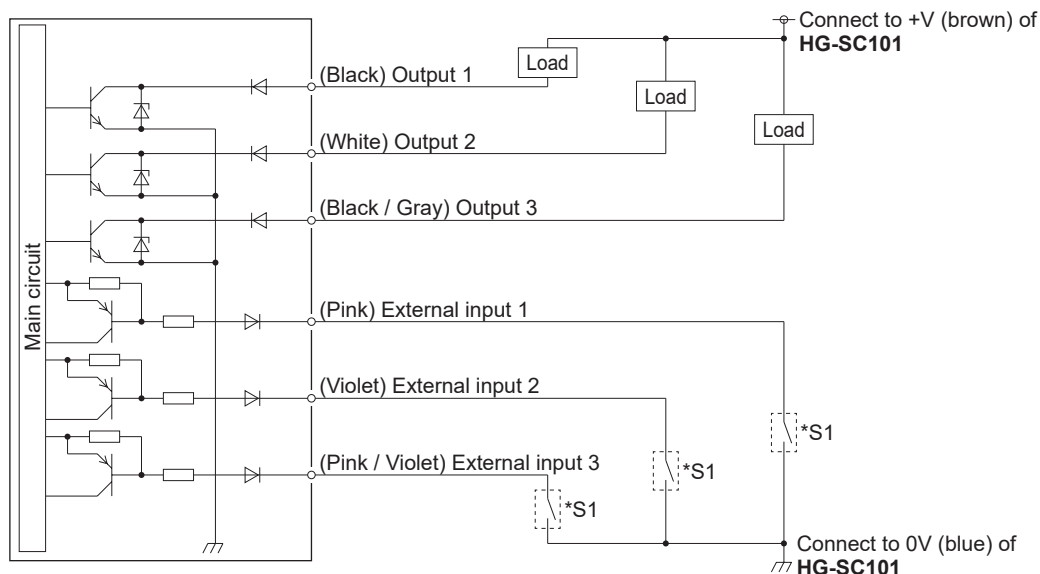 Connect to +V (brown) of
HG-SC101
(Black) Output 1
Load
Load
Load
(White) Output 2
(Black / Gray) Output 3
Main circuit
(Pink) External input 1
(Violet) External input 2
*S1
(Pink / Violet) External input 3
*S1
*S1
Connect to 0V (blue) of
HG-SC101